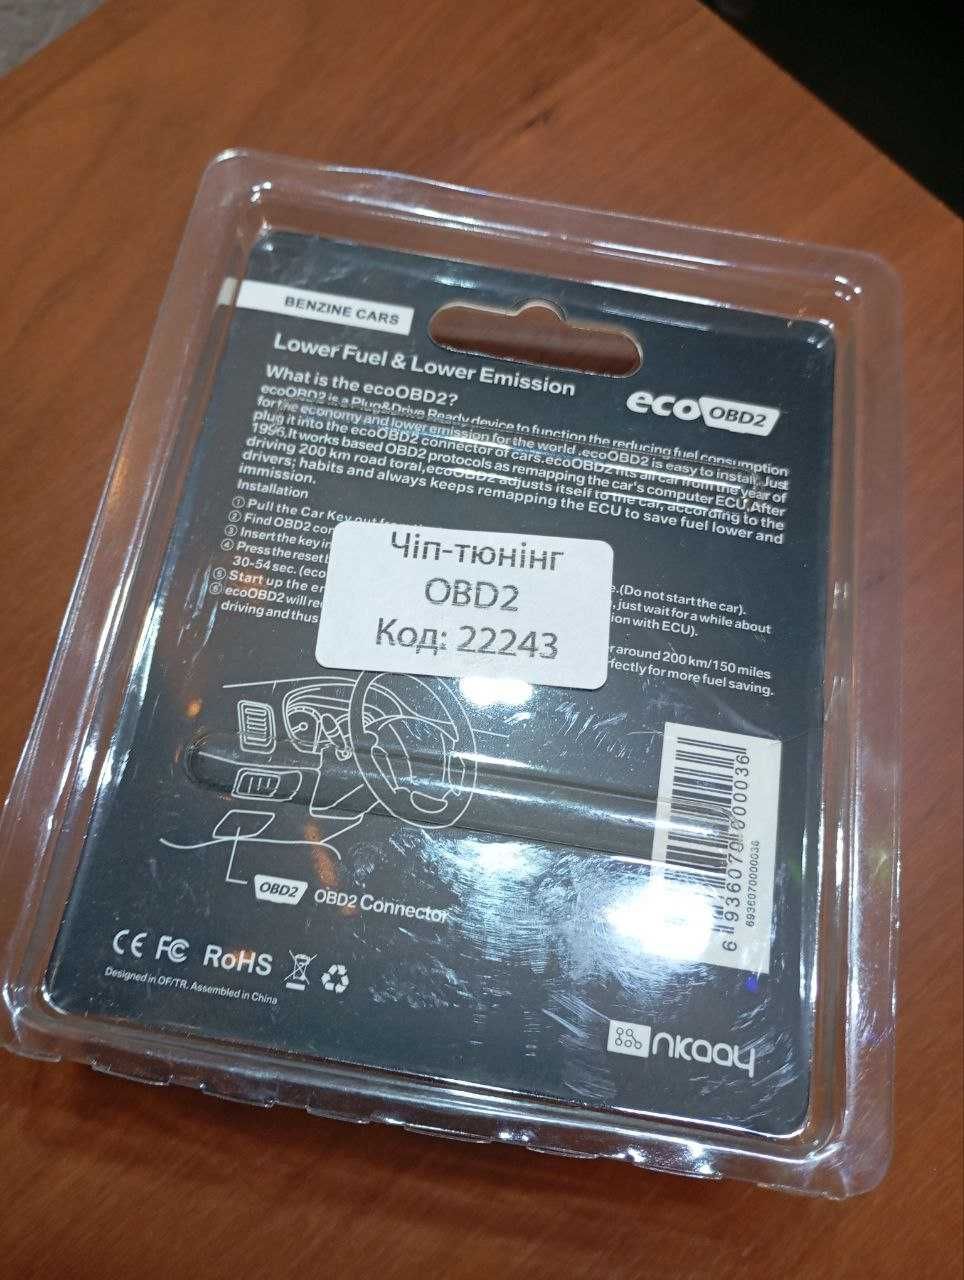 BENZINE CARS
Lower Fuel & Lower Emission
eco OBD2
What is the ecoOBD2?
ecoOBD2 is a Plug&Drive Ready device to function the reducing fuel consumption
for the economy and lower emission for the world .ecoOBD2 is easy to install. Just
plug it into the ecoOBD2 connector of cars.ecoOBD2 fits all car from the year of
1996.It works based OBD2 protocols as remapping the car's computer ECU.After
driving 200 km road toral,ecoOBD2 adjusts itself to the car, according to the
drivers; habits and always keeps remapping the ECU to save fuel lower and
immission.
Installation
① Pull the Car Key out
② Find OBD2 e.(Do not start the car).
③ Insert the key
④ Press the reset , just wait for a while about
30-54 sec. (eco ion with ECU).
⑤ Start up the
⑥ ecoOBD2 will around 200 km/150 miles
driving and thus rfectly for more fuel saving.
Чіп-тюнінг
OBD2
Код: 22243
OBD2 OBD2 Connector
6 936070 000036
6936070000036
CE FC RoHS
Designed in OF/TR. Assembled in China
nkaay